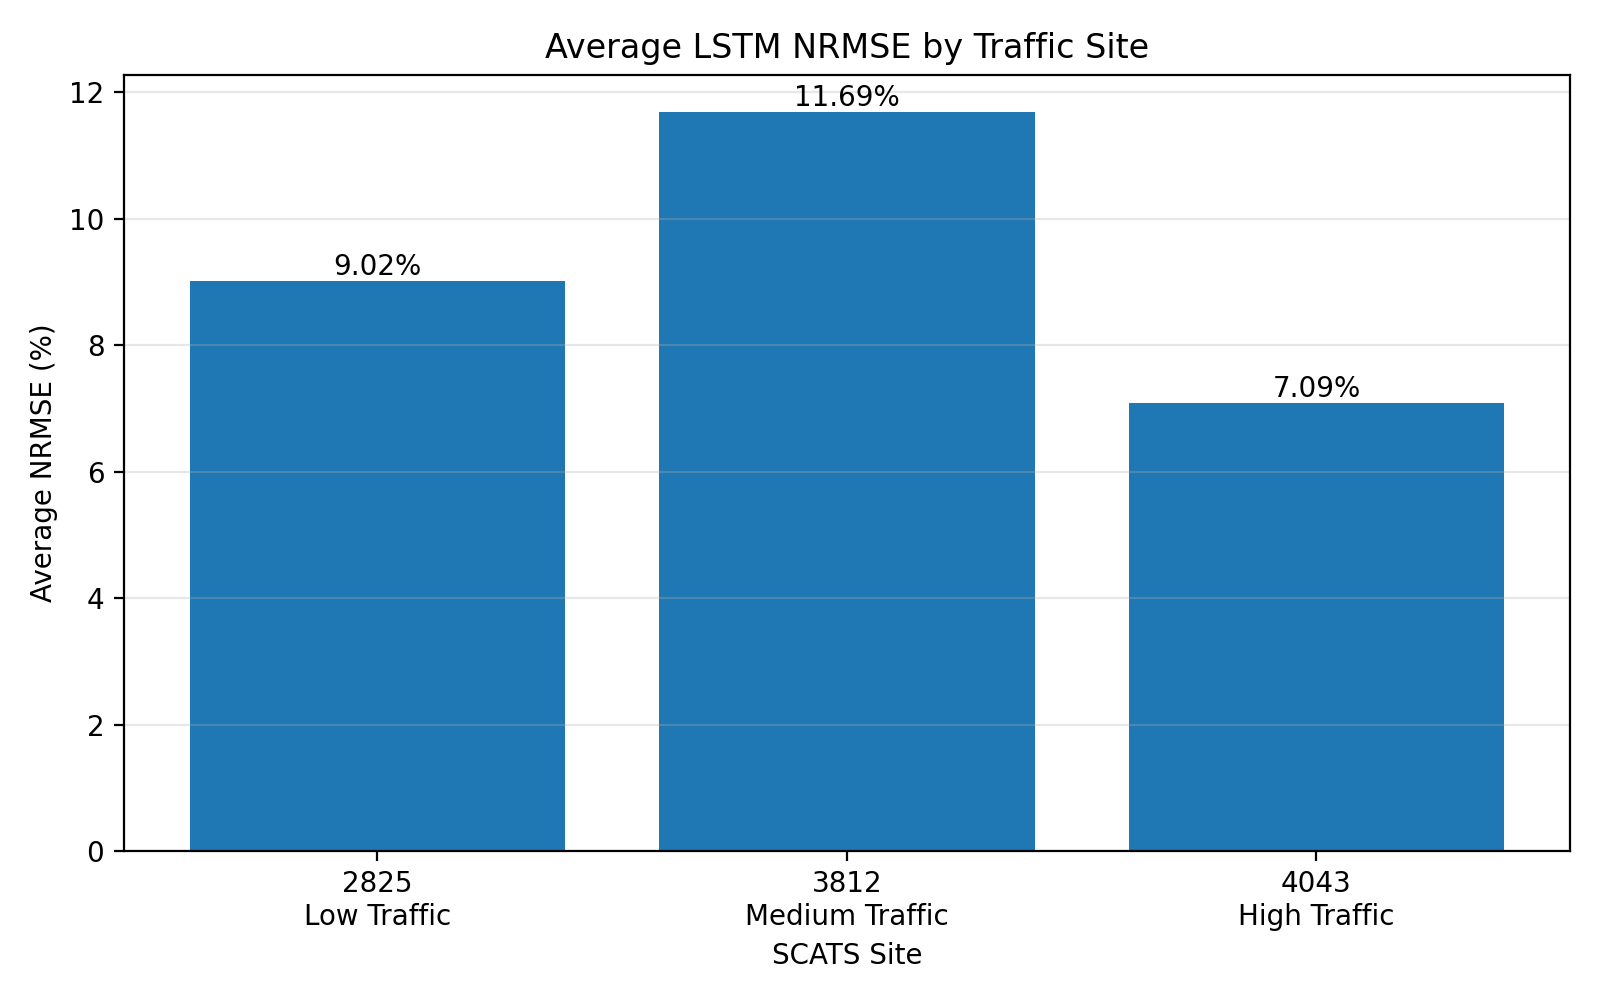 Average LSTM NRMSE by Traffic Site
Average NRMSE (%)
12
10
8
6
4
2
0
9.02%
11.69%
7.09%
2825
Low Traffic
3812
Medium Traffic
4043
High Traffic
SCATS Site